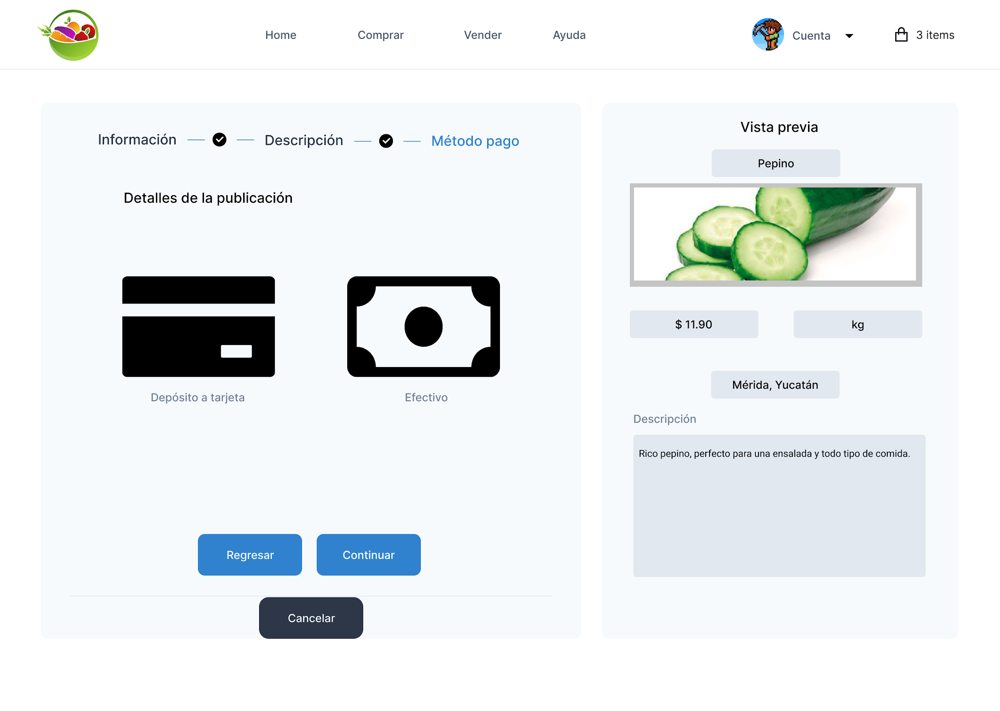 Home
Comprar
Vender
Ayuda
Cuenta
3 items
Información
Descripción
Método pago
Detalles de la publicación
Depósito a tarjeta
Efectivo
Regresar
Continuar
Cancelar
Vista previa
Pepino
$ 11.90
kg
Mérida, Yucatán
Descripción
Rico pepino, perfecto para una ensalada y todo tipo de comida.